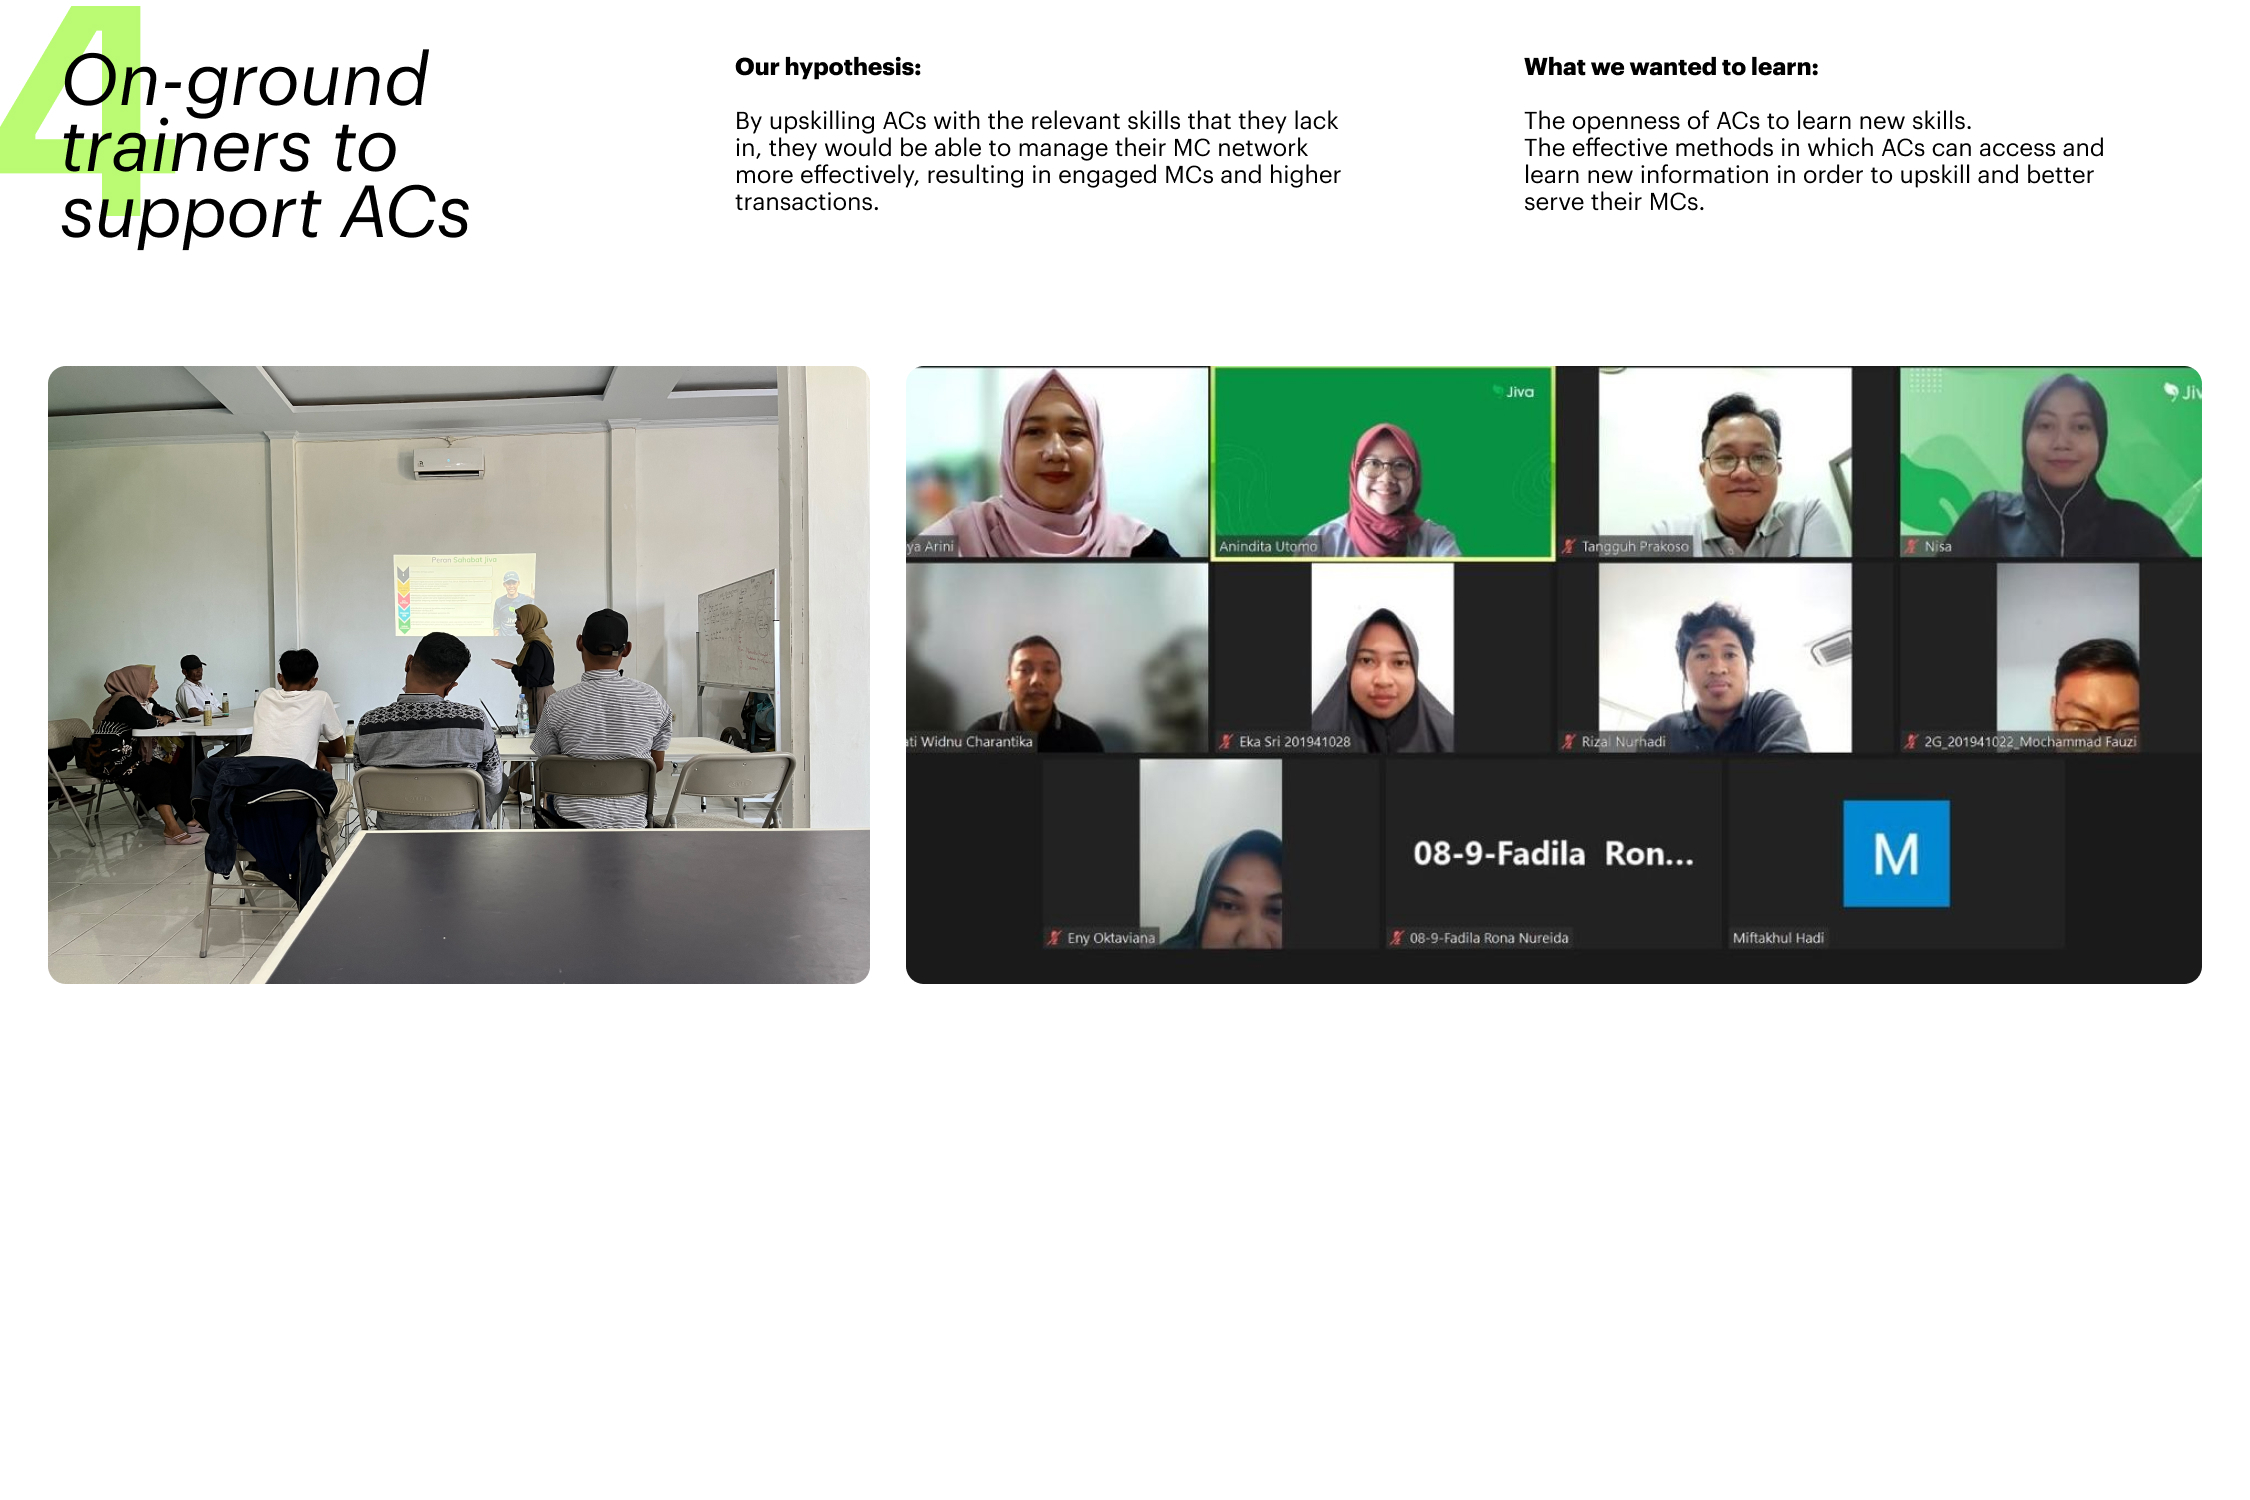 4
On-ground
trainers to
support ACs
Our hypothesis:
By upskilling ACs with the relevant skills that they lack
in, they would be able to manage their MC network
more effectively, resulting in engaged MCs and higher
transactions.
What we wanted to learn:
The openness of ACs to learn new skills.
The effective methods in which ACs can access and
learn new information in order to upskill and better
serve their MCs.
Peran Sahabat Jiva
Jiva
Jiv
ya Arini
Anindita Utomo
Tangguh Prakoso
Nisa
ati Widnu Charantika
Eka Sri 201941028
Rizal Nurhadi
2G_201941022_Mochammad Fauzi
08-9-Fadila Ron...
M
Eny Oktaviana
08-9-Fadila Rona Nureida
Miftakhul Hadi